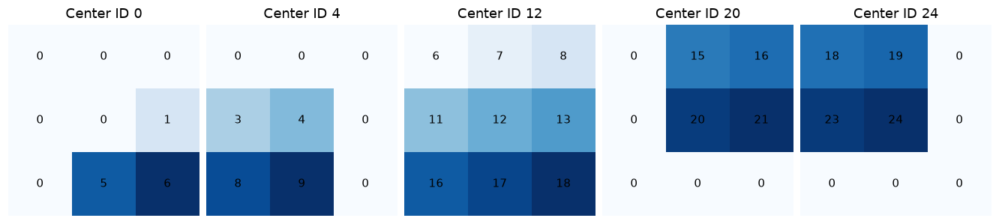 Center ID 0 Center ID 4 Center ID 12 Center ID 20 Center ID 24
0 0 0 0 0 0 6 7 8 0 15 16 18 19 0
0 0 1 3 4 0 11 12 13 0 20 21 23 24 0
0 5 6 8 9 0 16 17 18 0 0 0 0 0 0